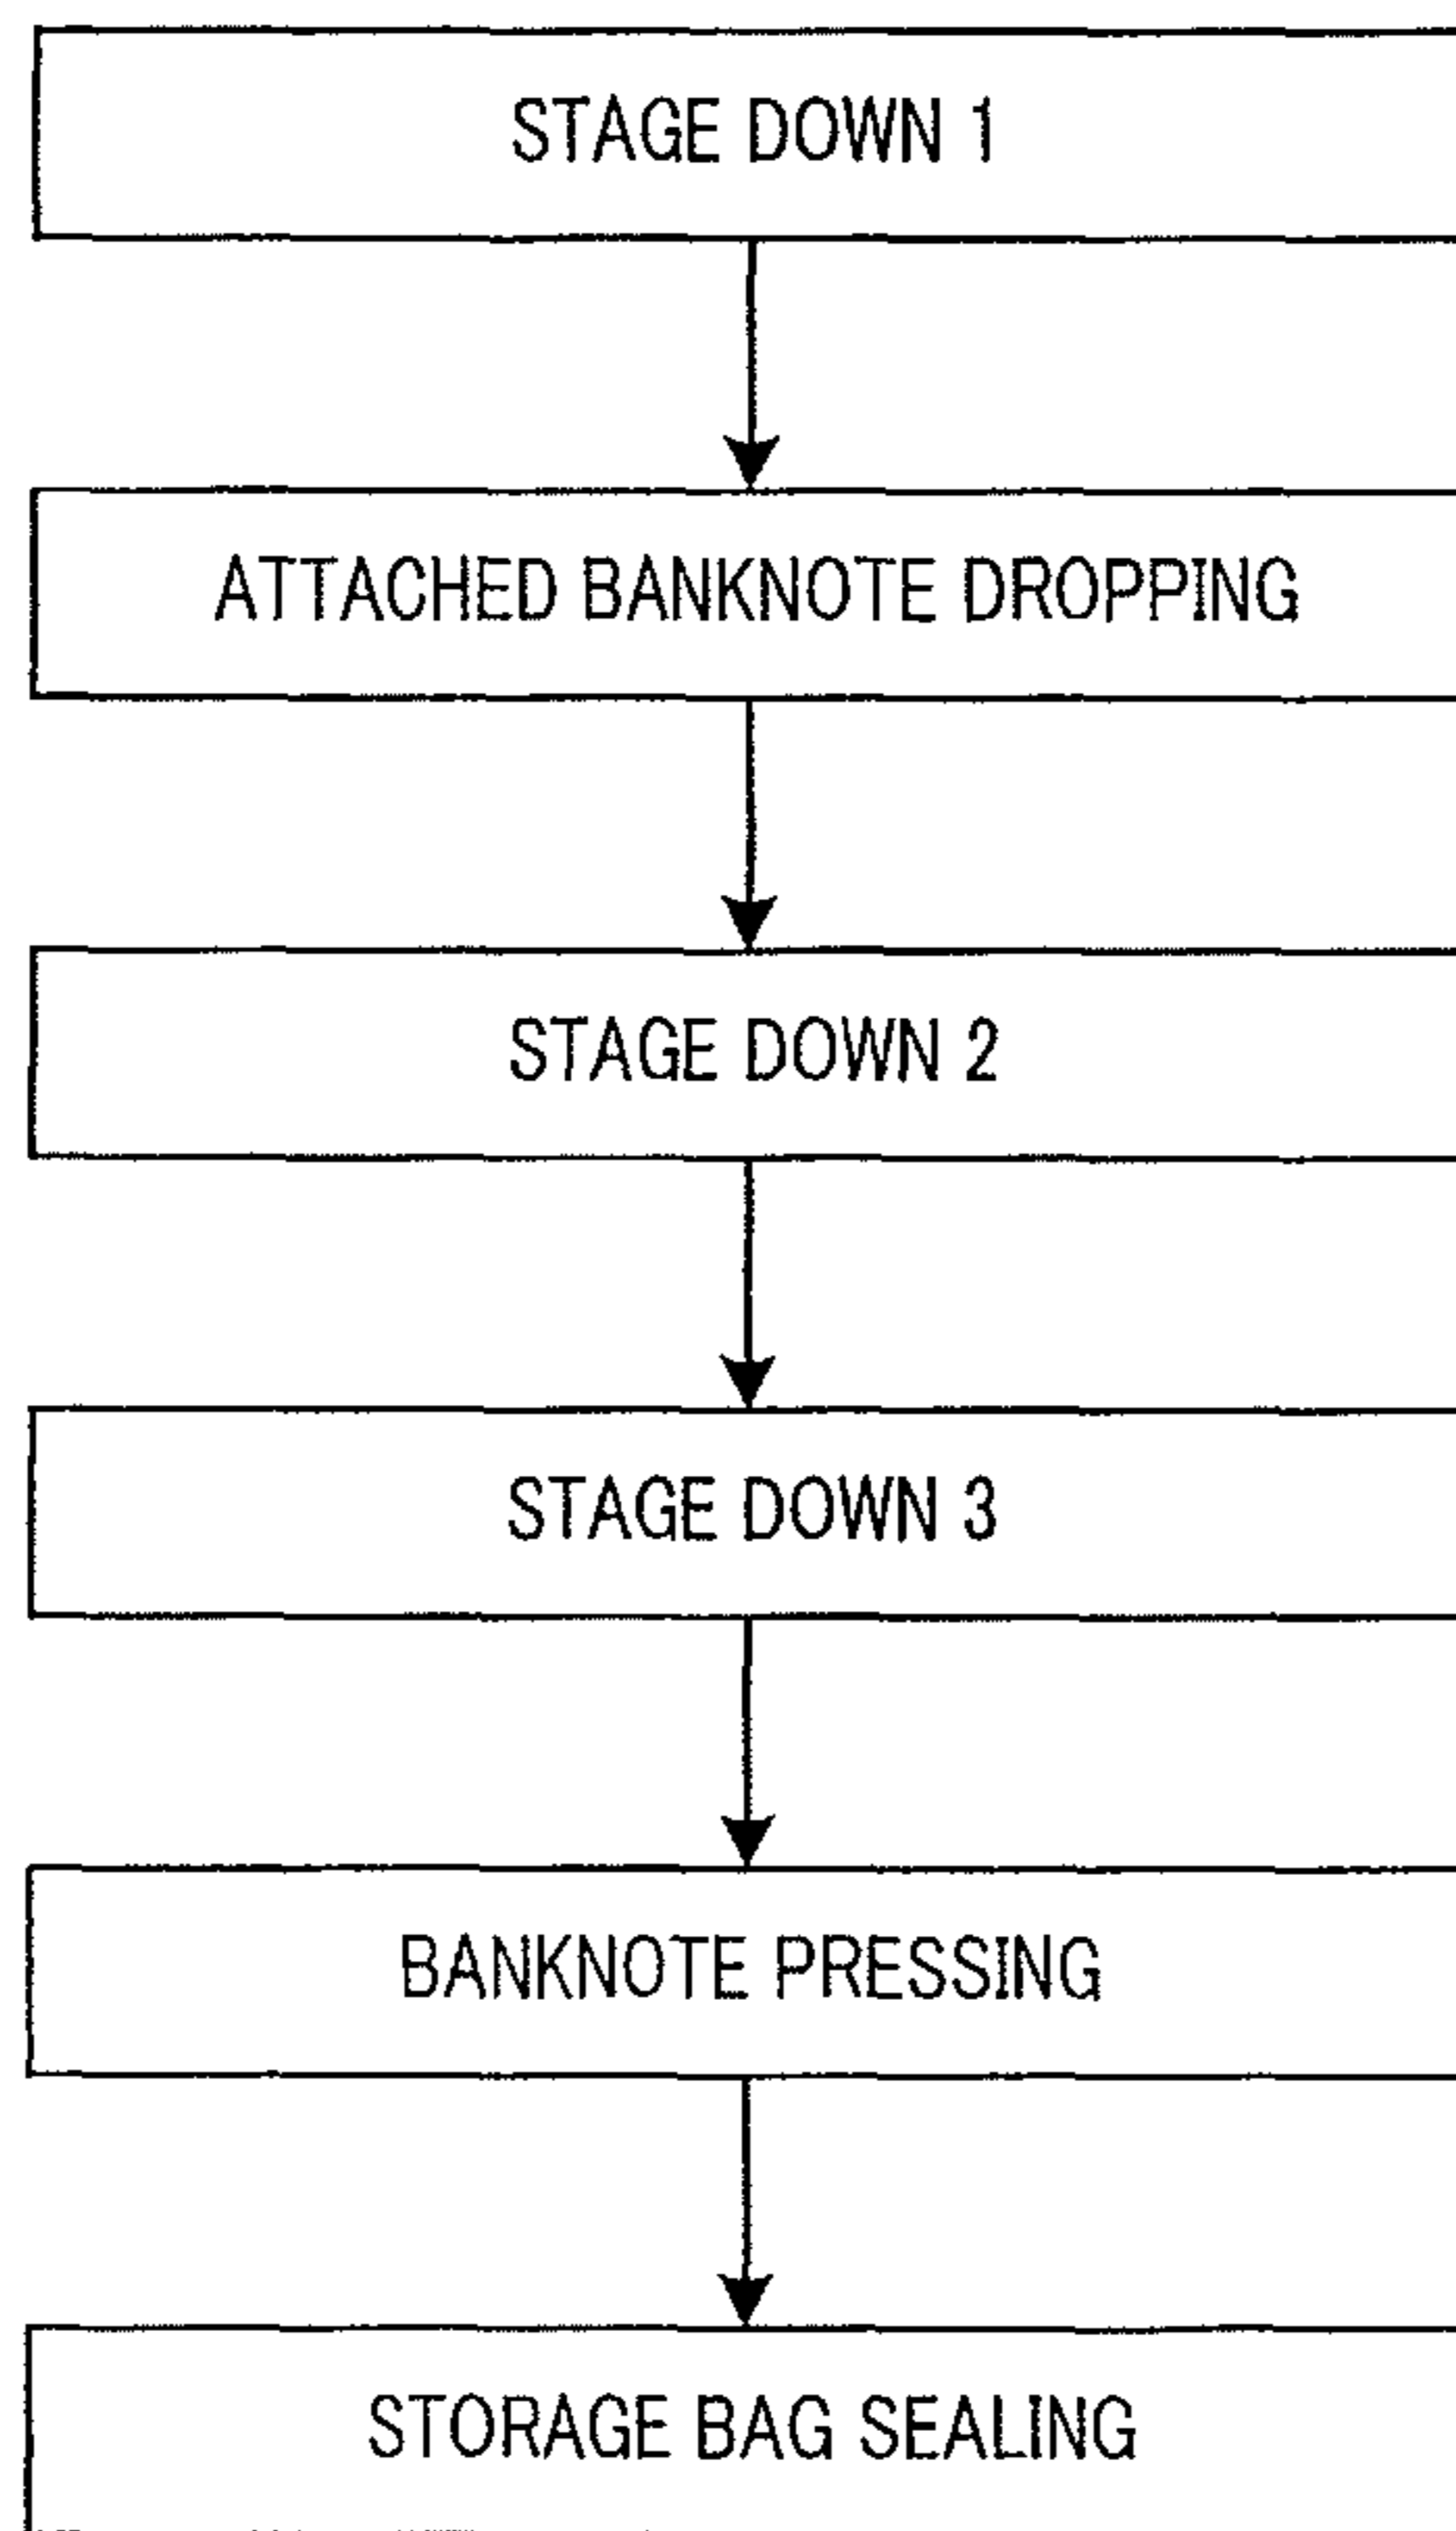 STAGE DOWN 1
ATTACHED BANKNOTE DROPPING
STAGE DOWN 2
STAGE DOWN 3
BANKNOTE PRESSING
STORAGE BAG SEALING